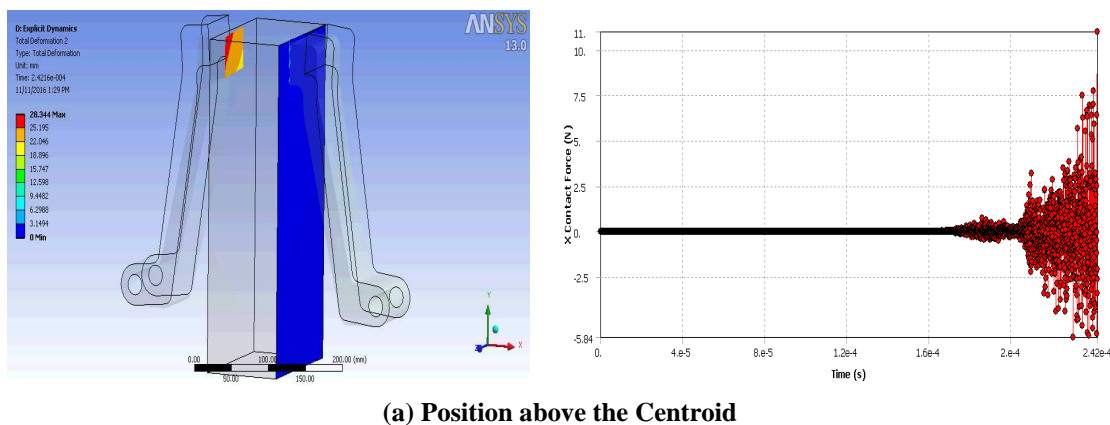 D: Explicit Dynamics
Total Deformation 2
Type: Total Deformation
Unit: mm
Time: 2.4216e-004
11/11/2016 1:29 PM
28.344 Max
25.195
22.046
18.896
15.747
12.598
9.4482
6.2988
3.1494
0 Min
ANSYS
13.0
Y
X
0.00
100.00
200.00 (mm)
50.00
150.00
11.
10.
7.5
5.
2.5
0.
-2.5
-5.84
X Contact Force (N)
0.
4.e-5
8.e-5
1.2e-4
1.6e-4
2.e-4
2.42e-4
Time (s)
(a) Position above the Centroid